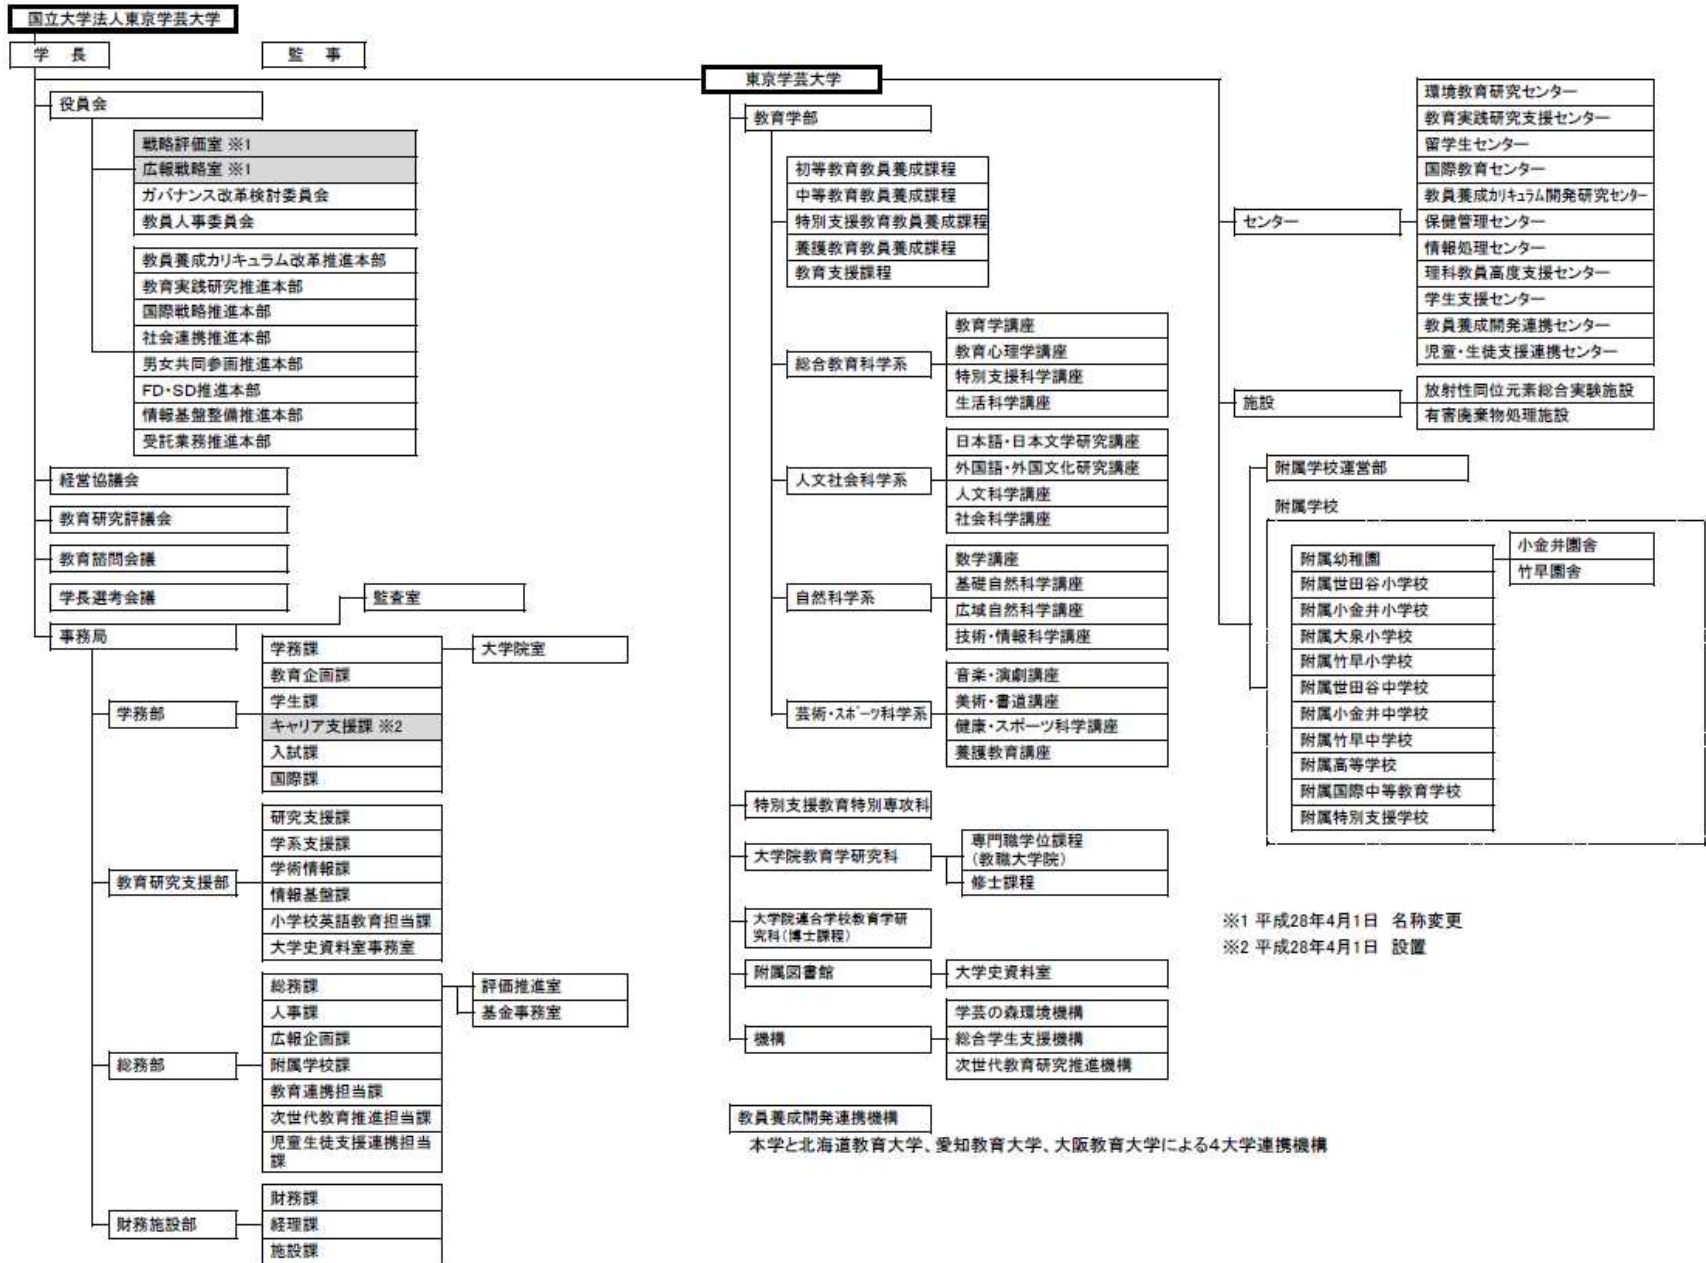 国立大学法人東京学芸大学
学　長
監　事
役員会
戦略評価室 ※1
広報戦略室 ※1
ガバナンス改革検討委員会
教員人事委員会
教員養成カリキュラム改革推進本部
教育実践研究推進本部
国際戦略推進本部
社会連携推進本部
男女共同参画推進本部
FD・SD推進本部
情報基盤整備推進本部
受託業務推進本部
経営協議会
教育研究評議会
教育諮問会議
学長選考会議
監査室
事務局
学務部
学務課
大学院室
教育企画課
学生課
キャリア支援課 ※2
入試課
国際課
教育研究支援部
研究支援課
学系支援課
学術情報課
情報基盤課
小学校英語教育担当課
大学史資料室事務室
総務部
総務課
評価推進室
基金事務室
人事課
広報企画課
附属学校課
教育連携担当課
次世代教育推進担当課
児童生徒支援連携担当
課
財務施設部
財務課
経理課
施設課
東京学芸大学
教育学部
初等教育教員養成課程
中等教育教員養成課程
特別支援教育教員養成課程
養護教育教員養成課程
教育支援課程
総合教育科学系
教育学講座
教育心理学講座
特別支援科学講座
生活科学講座
人文社会科学系
日本語・日本文学研究講座
外国語・外国文化研究講座
人文科学講座
社会科学講座
自然科学系
数学講座
基礎自然科学講座
広域自然科学講座
技術・情報科学講座
芸術・スポーツ科学系
音楽・演劇講座
美術・書道講座
健康・スポーツ科学講座
養護教育講座
特別支援教育特別専攻科
大学院教育学研究科
専門職学位課程
（教職大学院）
修士課程
大学院連合学校教育学研
究科（博士課程）
附属図書館
大学史資料室
機構
学芸の森環境機構
総合学生支援機構
次世代教育研究推進機構
教員養成開発連携機構
本学と北海道教育大学、愛知教育大学、大阪教育大学による4大学連携機構
センター
環境教育研究センター
教育実践研究支援センター
留学生センター
国際教育センター
教員養成カリキュラム開発研究センター
保健管理センター
情報処理センター
理科教員高度支援センター
学生支援センター
教員養成開発連携センター
児童・生徒支援連携センター
施設
放射性同位元素総合実験施設
有害廃棄物処理施設
附属学校運営部
附属学校
附属幼稚園
小金井園舎
竹早園舎
附属世田谷小学校
附属小金井小学校
附属大泉小学校
附属竹早小学校
附属世田谷中学校
附属小金井中学校
附属竹早中学校
附属高等学校
附属国際中等教育学校
附属特別支援学校
※1 平成28年4月1日　名称変更
※2 平成28年4月1日　設置